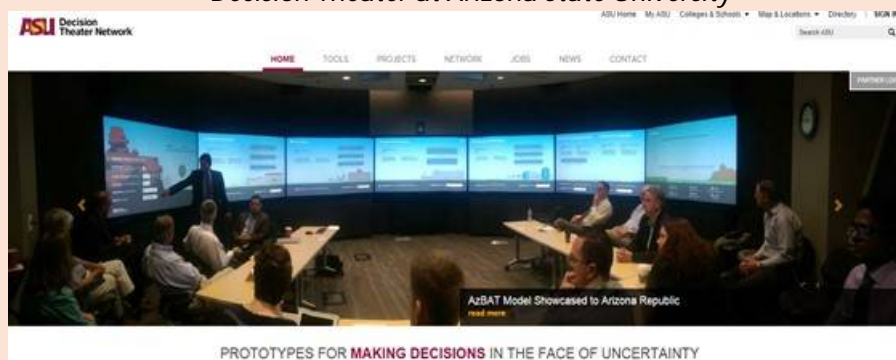 Decision Theater at Arizona State University
ASU Home My ASU Colleges & Schools Map & Locations Directory SIGN IN
ASU Decision
Theater Network
Search ASU
HOME TOOLS PROJECTS NETWORK JOBS NEWS CONTACT
PARTNER LO
AzBAT Model Showcased to Arizona Republic
read more
PROTOTYPES FOR MAKING DECISIONS IN THE FACE OF UNCERTAINTY